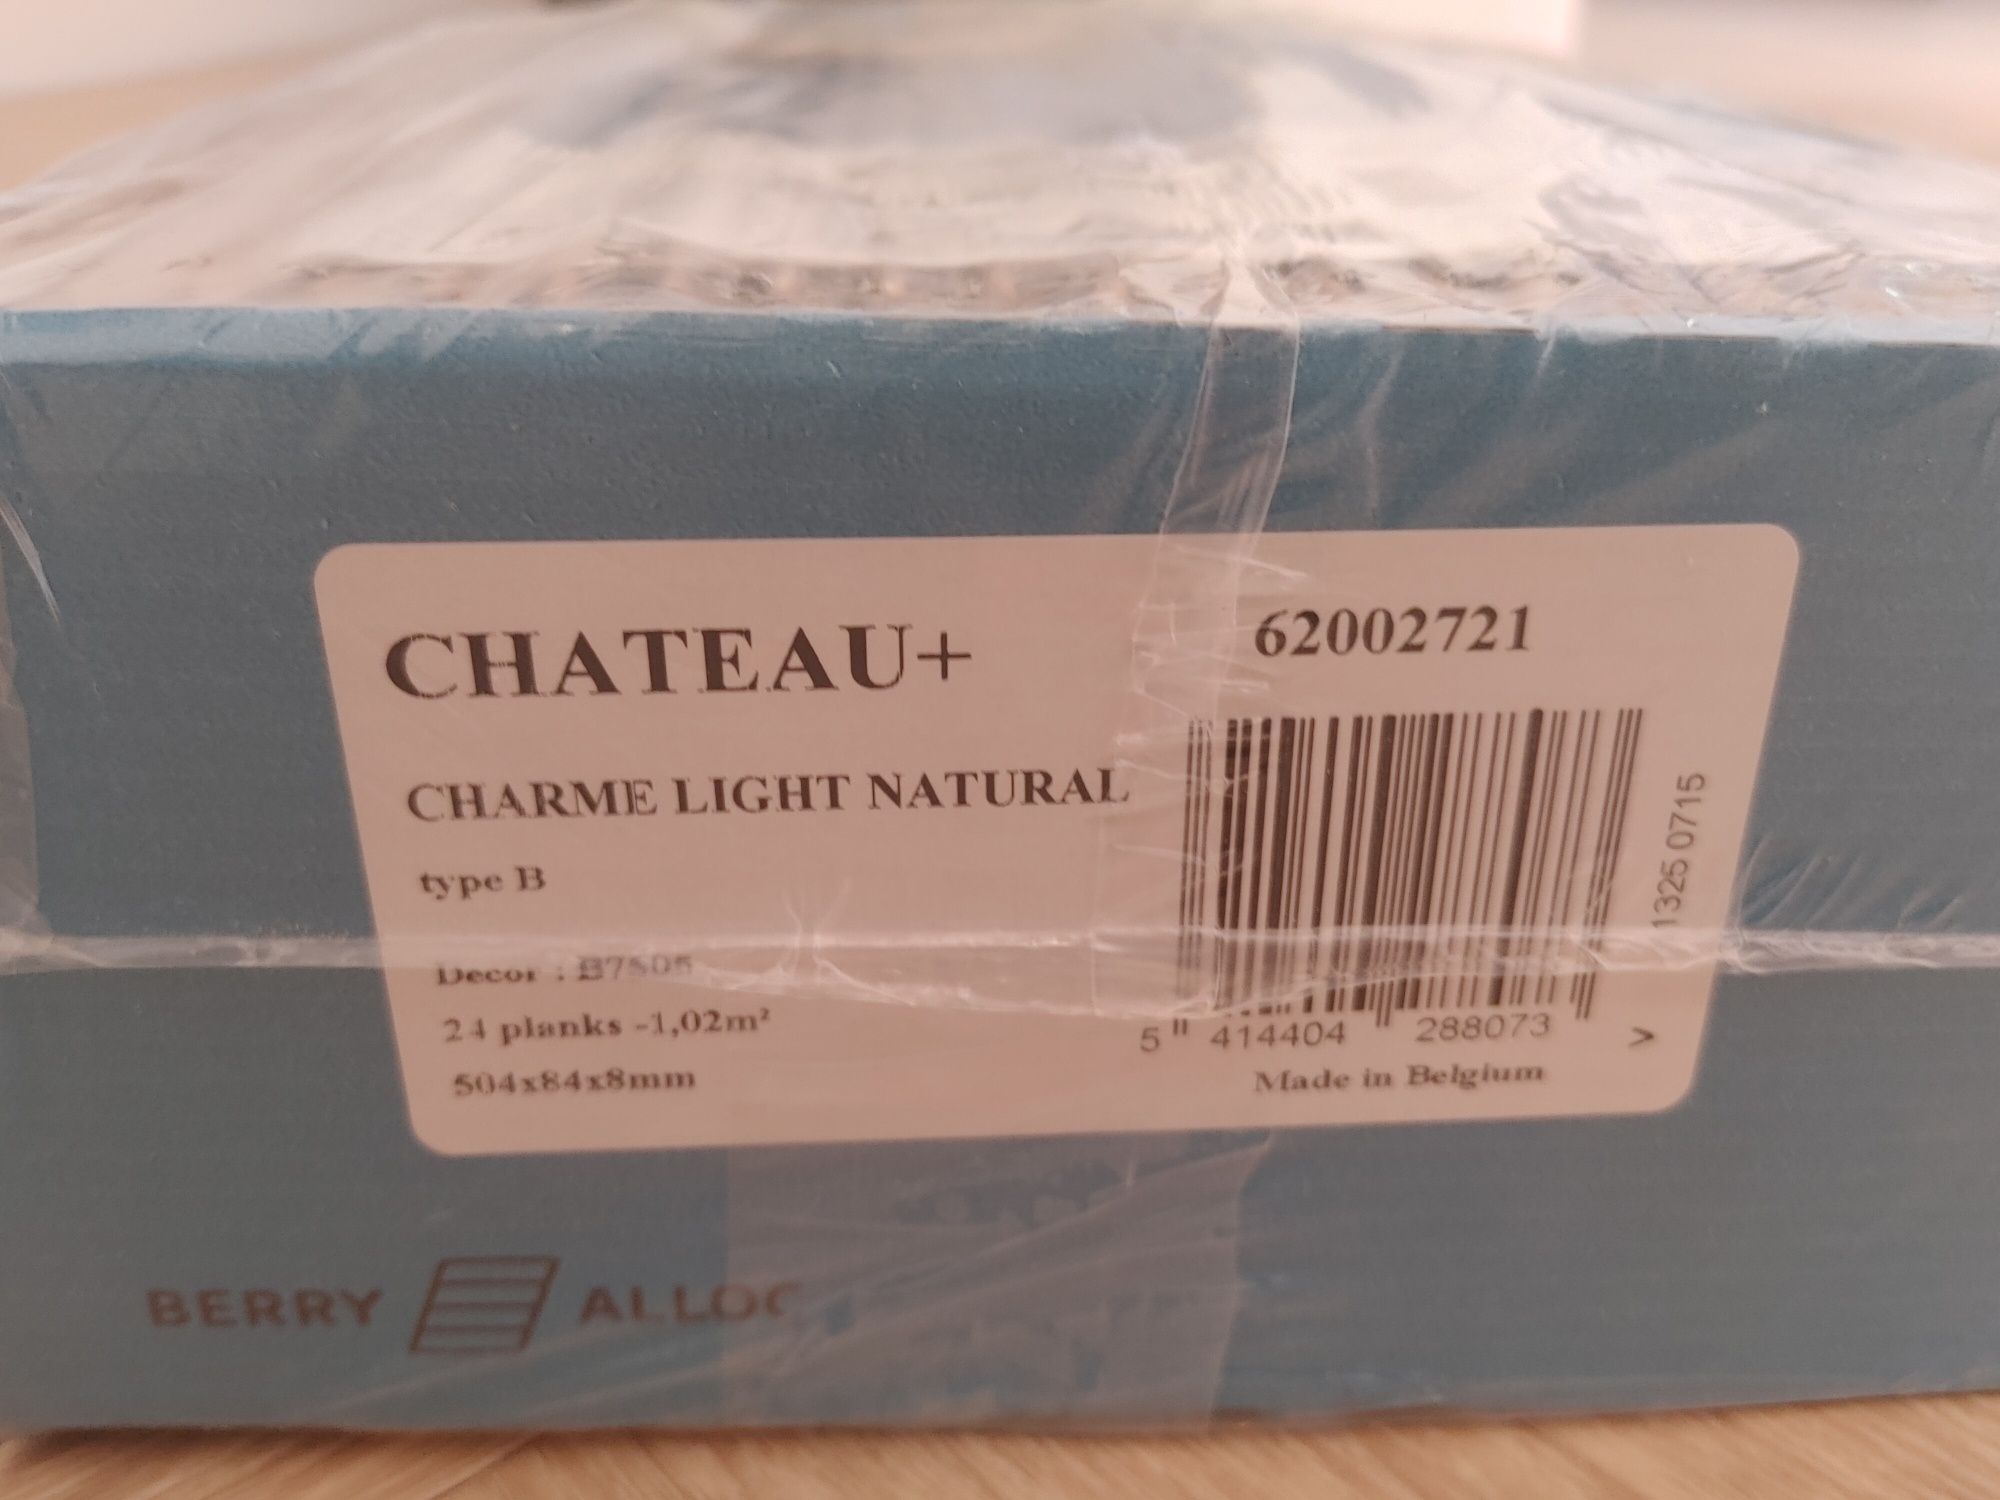 CHATEAU+
62002721
CHARME LIGHT NATURAL
type B
Decor : B7505
24 planks -1,02m²
504x84x8mm
1325 0715
5 414404 288073 >
Made in Belgium
BERRY ALLOC